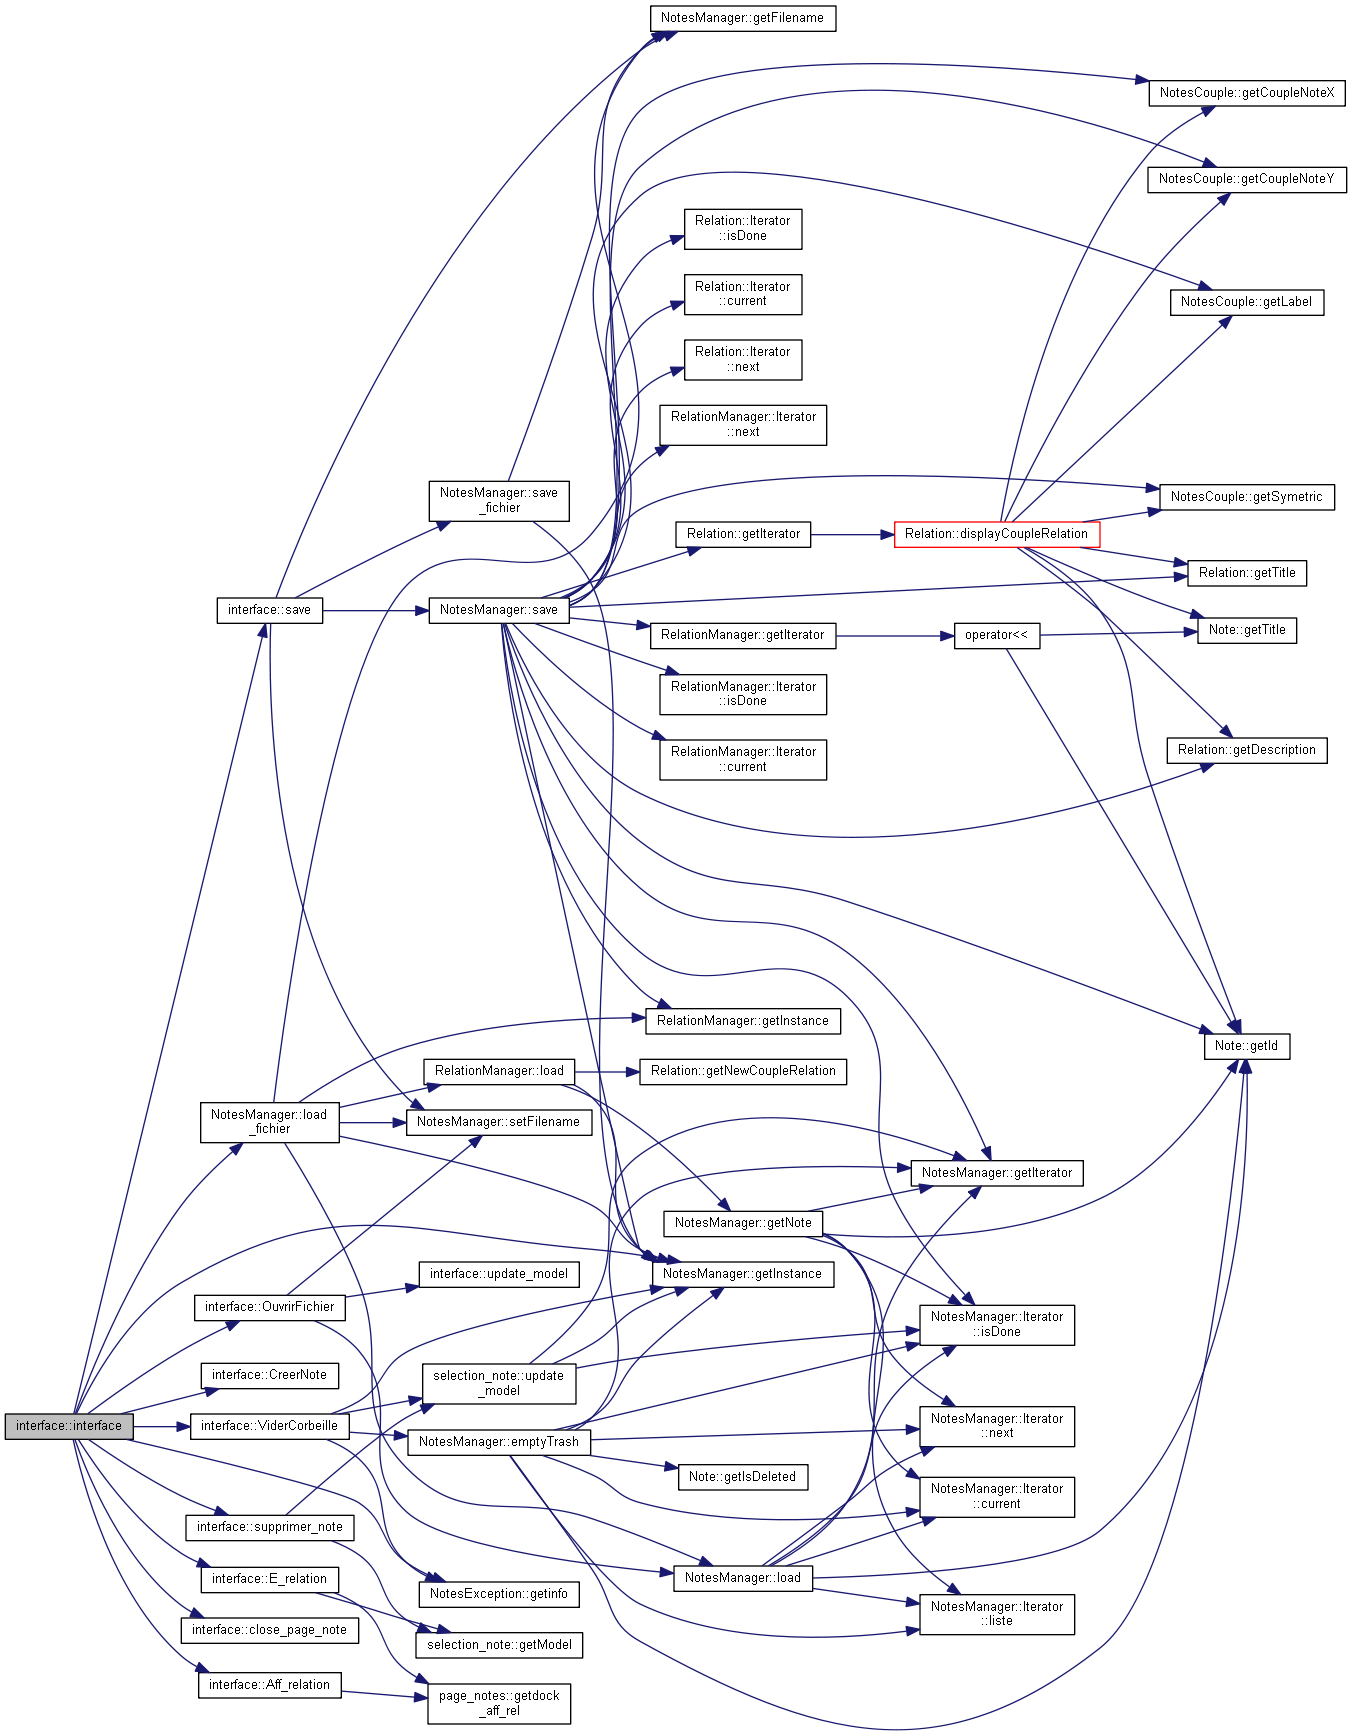 NotesManager::getFilename
NotesCouple::getCoupleNoteX
NotesCouple::getCoupleNoteY
Relation::Iterator
::isDone
Relation::Iterator
::current
NotesCouple::getLabel
Relation::Iterator
::next
RelationManager::Iterator
::next
NotesManager::save
_fichier
NotesCouple::getSymetric
Relation::getIterator
Relation::displayCoupleRelation
Relation::getTitle
interface::save
NotesManager::save
RelationManager::getIterator
operator<<
Note::getTitle
RelationManager::Iterator
::isDone
RelationManager::Iterator
::current
Relation::getDescription
RelationManager::getInstance
Note::getId
RelationManager::load
Relation::getNewCoupleRelation
NotesManager::load
_fichier
NotesManager::setFilename
NotesManager::getIterator
NotesManager::getNote
interface::update_model
NotesManager::getInstance
interface::OuvrirFichier
NotesManager::Iterator
::isDone
interface::CreerNote
selection_note::update
_model
interface::interface
interface::ViderCorbeille
NotesManager::emptyTrash
NotesManager::Iterator
::next
Note::getIsDeleted
NotesManager::Iterator
::current
interface::supprimer_note
interface::E_relation
NotesException::getinfo
NotesManager::load
NotesManager::Iterator
::liste
interface::close_page_note
selection_note::getModel
interface::Aff_relation
page_notes::getdock
_aff_rel